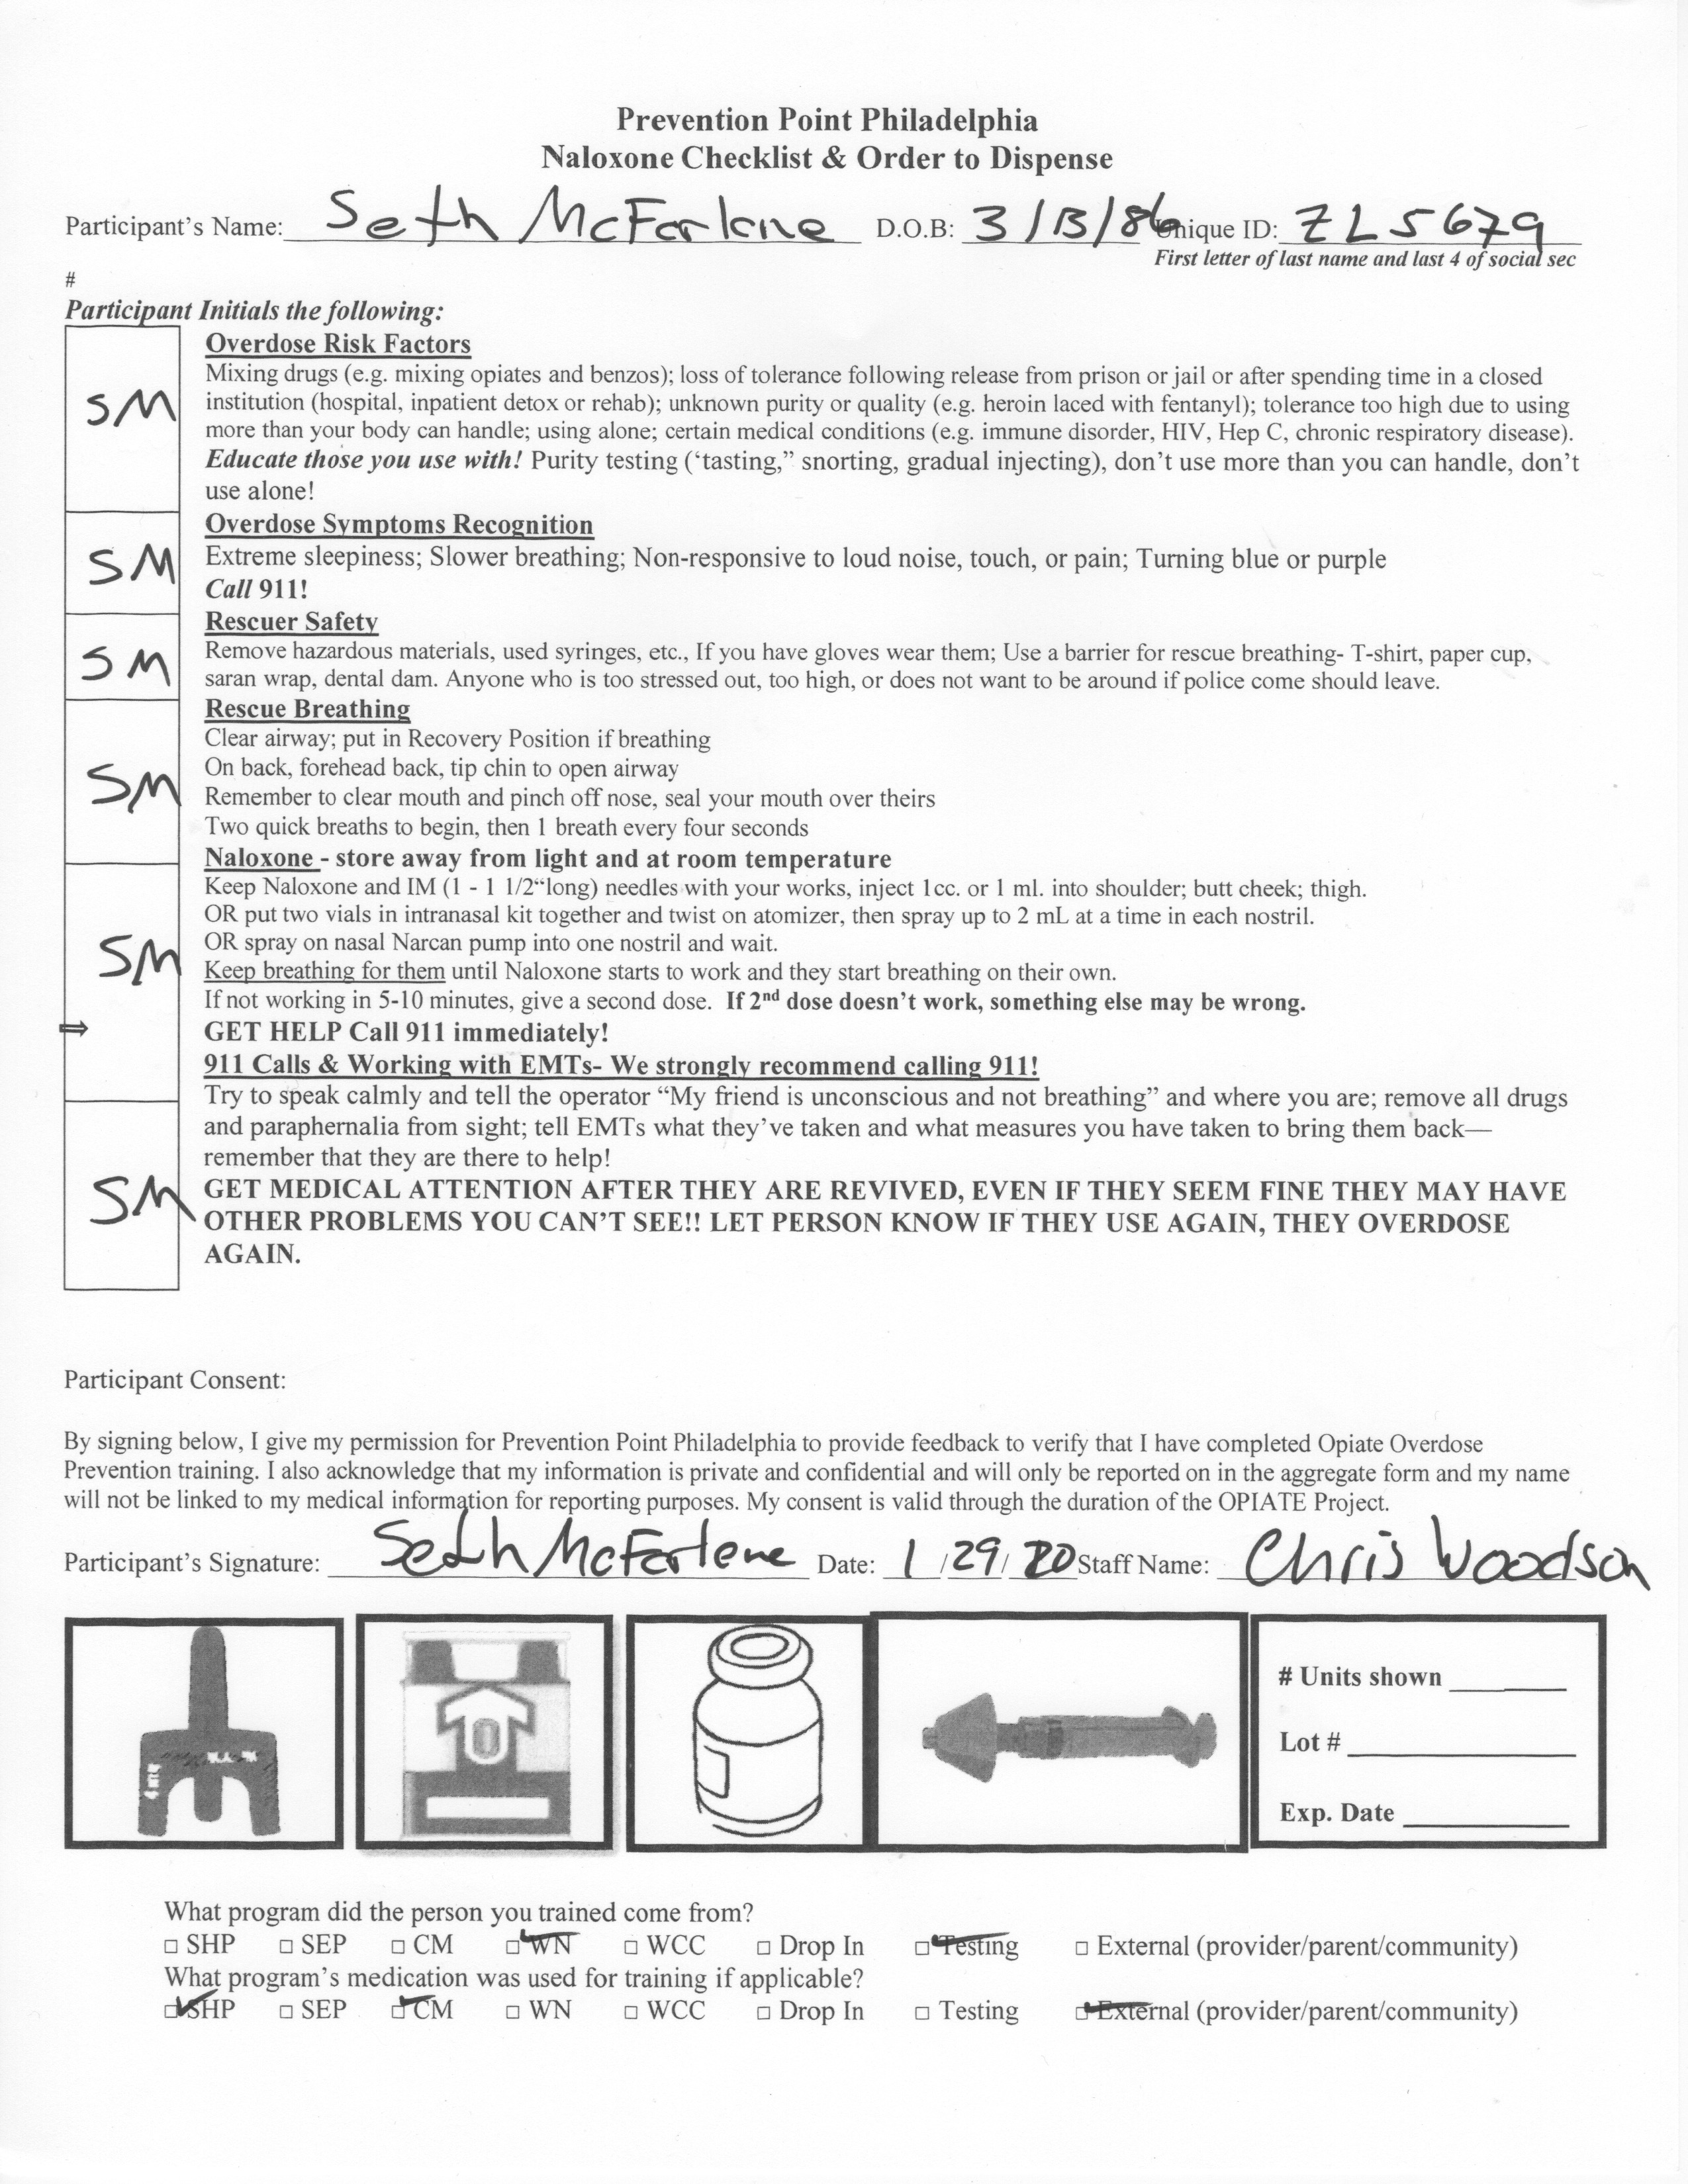 Prevention Point Philadelphia
Naloxone Checklist & Order to Dispense
Participant's Name: Seth McFarlane D.O.B: 3/13/86 Unique ID: ZL5679
First letter of last name and last 4 of social sec
#
Participant Initials the following:
Overdose Risk Factors
SM Mixing drugs (e.g. mixing opiates and benzos); loss of tolerance following release from prison or jail or after spending time in a closed
institution (hospital, inpatient detox or rehab); unknown purity or quality (e.g. heroin laced with fentanyl); tolerance too high due to using
more than your body can handle; using alone; certain medical conditions (e.g. immune disorder, HIV, Hep C, chronic respiratory disease).
Educate those you use with! Purity testing ('tasting," snorting, gradual injecting), don't use more than you can handle, don't
use alone!
Overdose Symptoms Recognition
SM Extreme sleepiness; Slower breathing; Non-responsive to loud noise, touch, or pain; Turning blue or purple
Call 911!
Rescuer Safety
SM Remove hazardous materials, used syringes, etc., If you have gloves wear them; Use a barrier for rescue breathing- T-shirt, paper cup,
saran wrap, dental dam. Anyone who is too stressed out, too high, or does not want to be around if police come should leave.
Rescue Breathing
Clear airway; put in Recovery Position if breathing
On back, forehead back, tip chin to open airway
SM Remember to clear mouth and pinch off nose, seal your mouth over theirs
Two quick breaths to begin, then 1 breath every four seconds
Naloxone - store away from light and at room temperature
Keep Naloxone and IM (1 - 1 1/2“long) needles with your works, inject 1cc. or 1 ml. into shoulder; butt cheek; thigh.
OR put two vials in intranasal kit together and twist on atomizer, then spray up to 2 mL at a time in each nostril.
OR spray on nasal Narcan pump into one nostril and wait.
SM Keep breathing for them until Naloxone starts to work and they start breathing on their own.
If not working in 5-10 minutes, give a second dose. If 2nd dose doesn't work, something else may be wrong.
⇨ GET HELP Call 911 immediately!
911 Calls & Working with EMTs- We strongly recommend calling 911!
Try to speak calmly and tell the operator “My friend is unconscious and not breathing” and where you are; remove all drugs
and paraphernalia from sight; tell EMTs what they've taken and what measures you have taken to bring them back—
remember that they are there to help!
SM GET MEDICAL ATTENTION AFTER THEY ARE REVIVED, EVEN IF THEY SEEM FINE THEY MAY HAVE
OTHER PROBLEMS YOU CAN'T SEE!! LET PERSON KNOW IF THEY USE AGAIN, THEY OVERDOSE
AGAIN.
Participant Consent:
By signing below, I give my permission for Prevention Point Philadelphia to provide feedback to verify that I have completed Opiate Overdose
Prevention training. I also acknowledge that my information is private and confidential and will only be reported on in the aggregate form and my name
will not be linked to my medical information for reporting purposes. My consent is valid through the duration of the OPIATE Project.
Participant's Signature: Seth McFarlene Date: 1/29/20 Staff Name: Chris Woodson
# Units shown
Lot #
Exp. Date
What program did the person you trained come from?
□ SHP □ SEP □ CM ☑ WN □ WCC □ Drop In ☑ Testing □ External (provider/parent/community)
What program's medication was used for training if applicable?
☑ SHP □ SEP ☑ CM □ WN □ WCC □ Drop In □ Testing ☑ External (provider/parent/community)